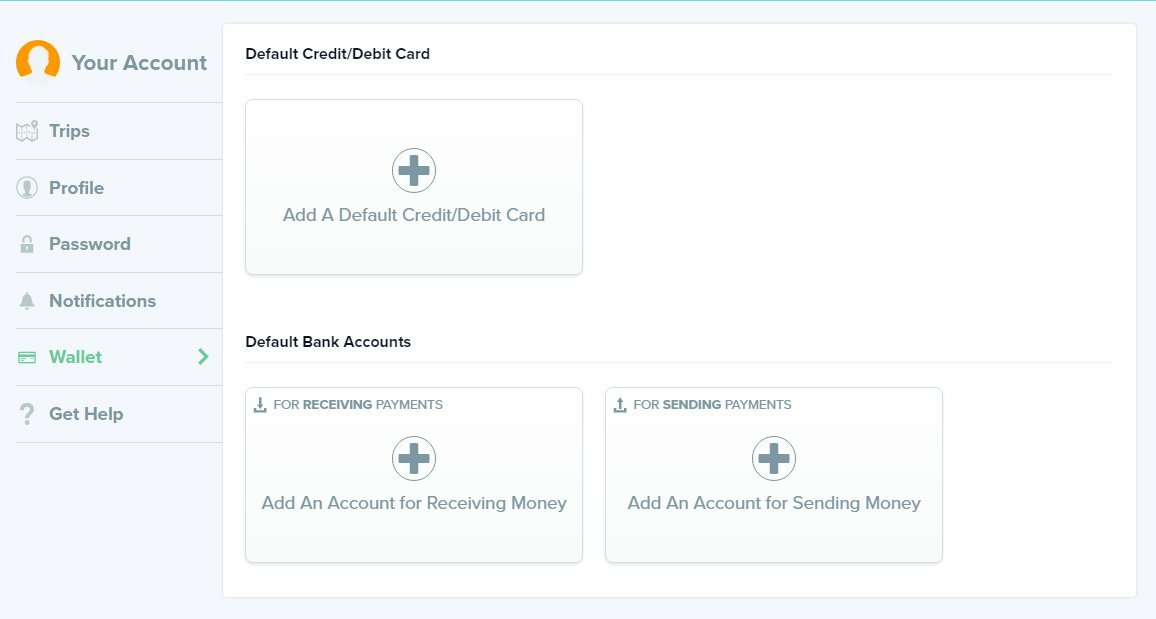 Your Account
Trips
Profile
Password
Notifications
Wallet
Get Help
Default Credit/Debit Card
Add A Default Credit/Debit Card
Default Bank Accounts
FOR RECEIVING PAYMENTS
Add An Account for Receiving Money
FOR SENDING PAYMENTS
Add An Account for Sending Money